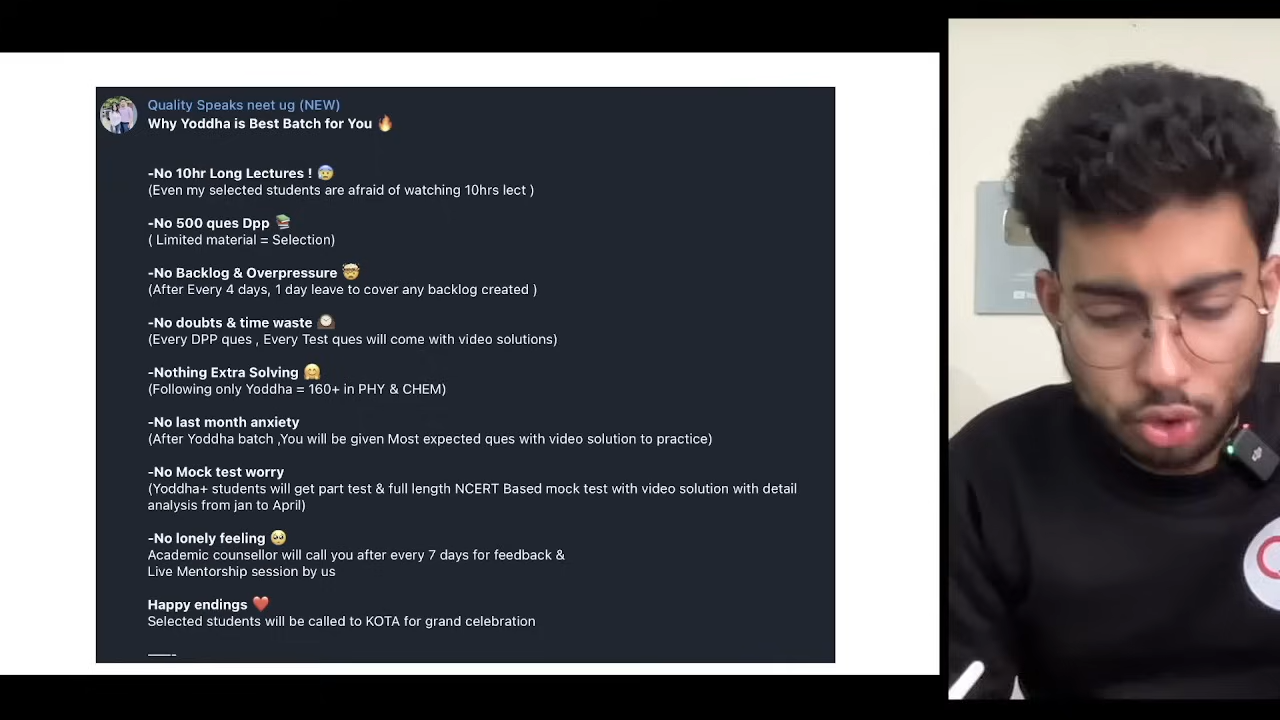 Quality Speaks neet ug (NEW)
Why Yoddha is Best Batch for You 🔥
-No 10hr Long Lectures ! 😰
(Even my selected students are afraid of watching 10hrs lect )
-No 500 ques Dpp 📚
( Limited material = Selection)
-No Backlog & Overpressure 🤯
(After Every 4 days, 1 day leave to cover any backlog created )
-No doubts & time waste 🕰️
(Every DPP ques , Every Test ques will come with video solutions)
-Nothing Extra Solving 🤗
(Following only Yoddha = 160+ in PHY & CHEM)
-No last month anxiety
(After Yoddha batch ,You will be given Most expected ques with video solution to practice)
-No Mock test worry
(Yoddha+ students will get part test & full length NCERT Based mock test with video solution with detail
analysis from jan to April)
-No lonely feeling 🥺
Academic counsellor will call you after every 7 days for feedback &
Live Mentorship session by us
Happy endings ❤️
Selected students will be called to KOTA for grand celebration
——-